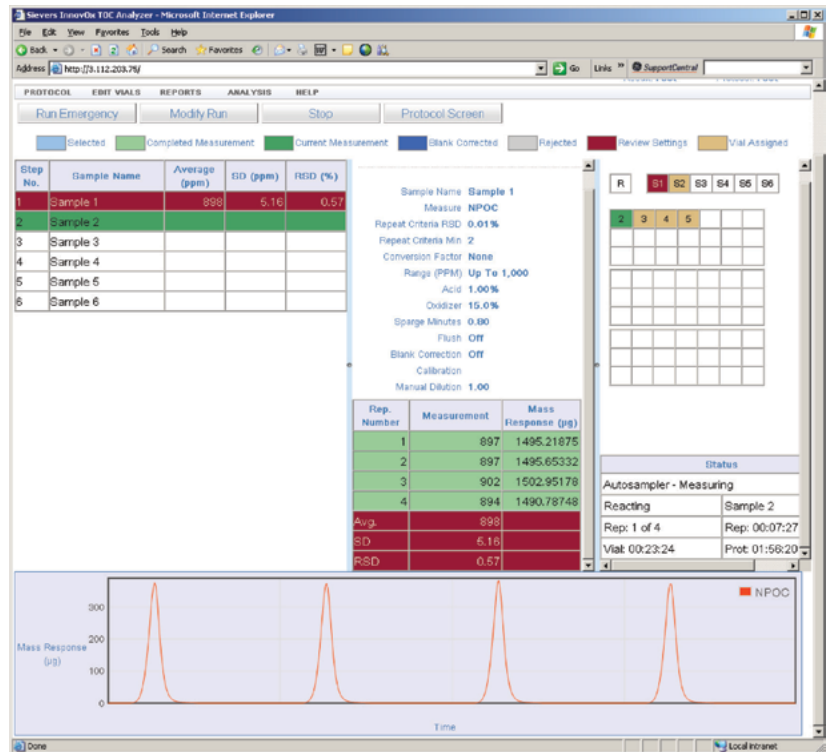 Sievers InnovOx TOC Analyzer - Microsoft Internet Explorer
File Edit View Favorites Tools Help
Back Search Favorites
Address http://3.112.203.76/ Go Links » SupportCentral
PROTOCOL EDIT VIALS REPORTS ANALYSIS HELP
Run Emergency Modify Run Stop Protocol Screen
Selected Completed Measurement Current Measurement Blank Corrected Rejected Review Settings Vial Assigned
Step No. Sample Name Average (ppm) SD (ppm) RSD (%)
1 Sample 1 898 5.16 0.57
2 Sample 2
3 Sample 3
4 Sample 4
5 Sample 5
6 Sample 6
Sample Name Sample 1
Measure NPOC
Repeat Criteria RSD 0.01%
Repeat Criteria Min 2
Conversion Factor None
Range (PPM) Up To 1,000
Acid 1.00%
Oxidizer 15.0%
Sparge Minutes 0.80
Flush Off
Blank Correction Off
Calibration
Manual Dilution 1.00
Rep. Number Measurement Mass Response (µg)
1 897 1495.21875
2 897 1495.65332
3 902 1502.95178
4 894 1490.78748
Avg. 898
SD 5.16
RSD 0.57
R S1 S2 S3 S4 S5 S6
2 3 4 5
Status
Autosampler - Measuring
Reacting Sample 2
Rep: 1 of 4 Rep: 00:07:27
Vial: 00:23:24 Prot: 01:56:20
NPOC
300
200
100
0
Mass Response
(µg)
Time
Done Local intranet